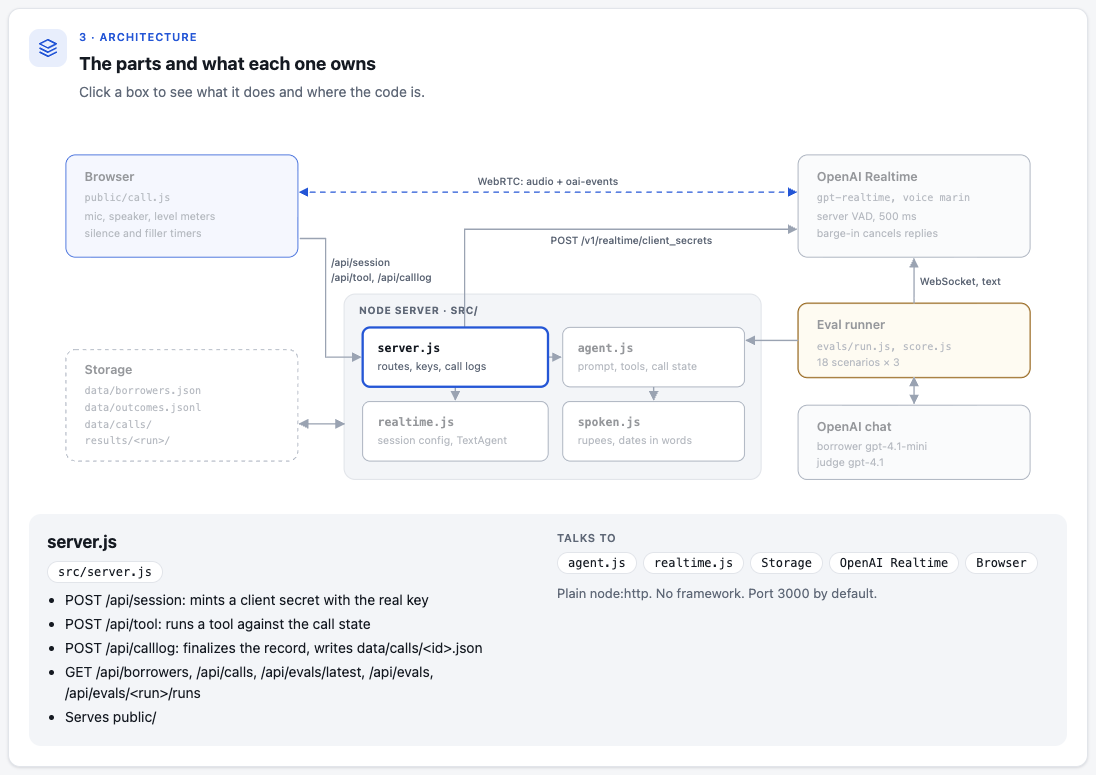 3 · ARCHITECTURE
The parts and what each one owns
Click a box to see what it does and where the code is.
Browser
public/call.js
mic, speaker, level meters
silence and filler timers
WebRTC: audio + oai-events
OpenAI Realtime
gpt-realtime, voice marin
server VAD, 500 ms
barge-in cancels replies
POST /v1/realtime/client_secrets
/api/session
/api/tool, /api/calllog
WebSocket, text
NODE SERVER · SRC/
server.js
routes, keys, call logs
agent.js
prompt, tools, call state
realtime.js
session config, TextAgent
spoken.js
rupees, dates in words
Eval runner
evals/run.js, score.js
18 scenarios × 3
Storage
data/borrowers.json
data/outcomes.jsonl
data/calls/
results/<run>/
OpenAI chat
borrower gpt-4.1-mini
judge gpt-4.1
server.js
src/server.js
POST /api/session: mints a client secret with the real key
POST /api/tool: runs a tool against the call state
POST /api/calllog: finalizes the record, writes data/calls/<id>.json
GET /api/borrowers, /api/calls, /api/evals/latest, /api/evals,
/api/evals/<run>/runs
Serves public/
TALKS TO
agent.js realtime.js Storage OpenAI Realtime Browser
Plain node:http. No framework. Port 3000 by default.